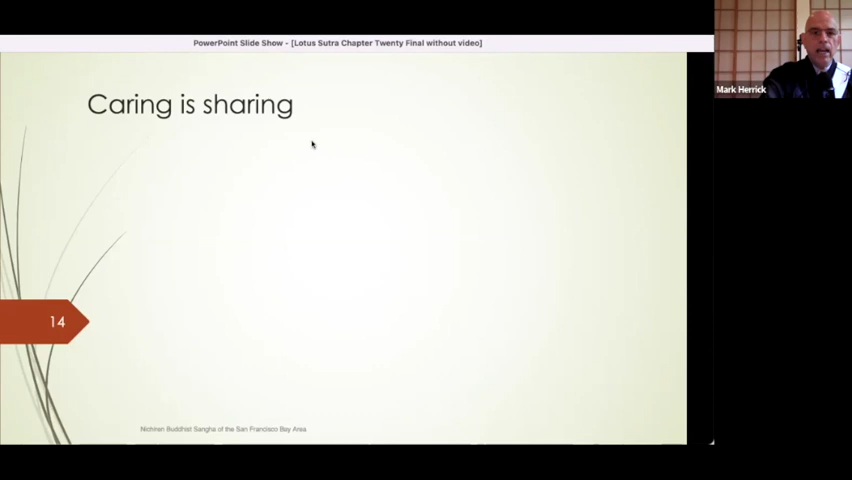 PowerPoint Slide Show - [Lotus Sutra Chapter Twenty Final without video]
Mark Herrick
Caring is sharing
14
Nichiren Buddhist Sangha of the San Francisco Bay Area